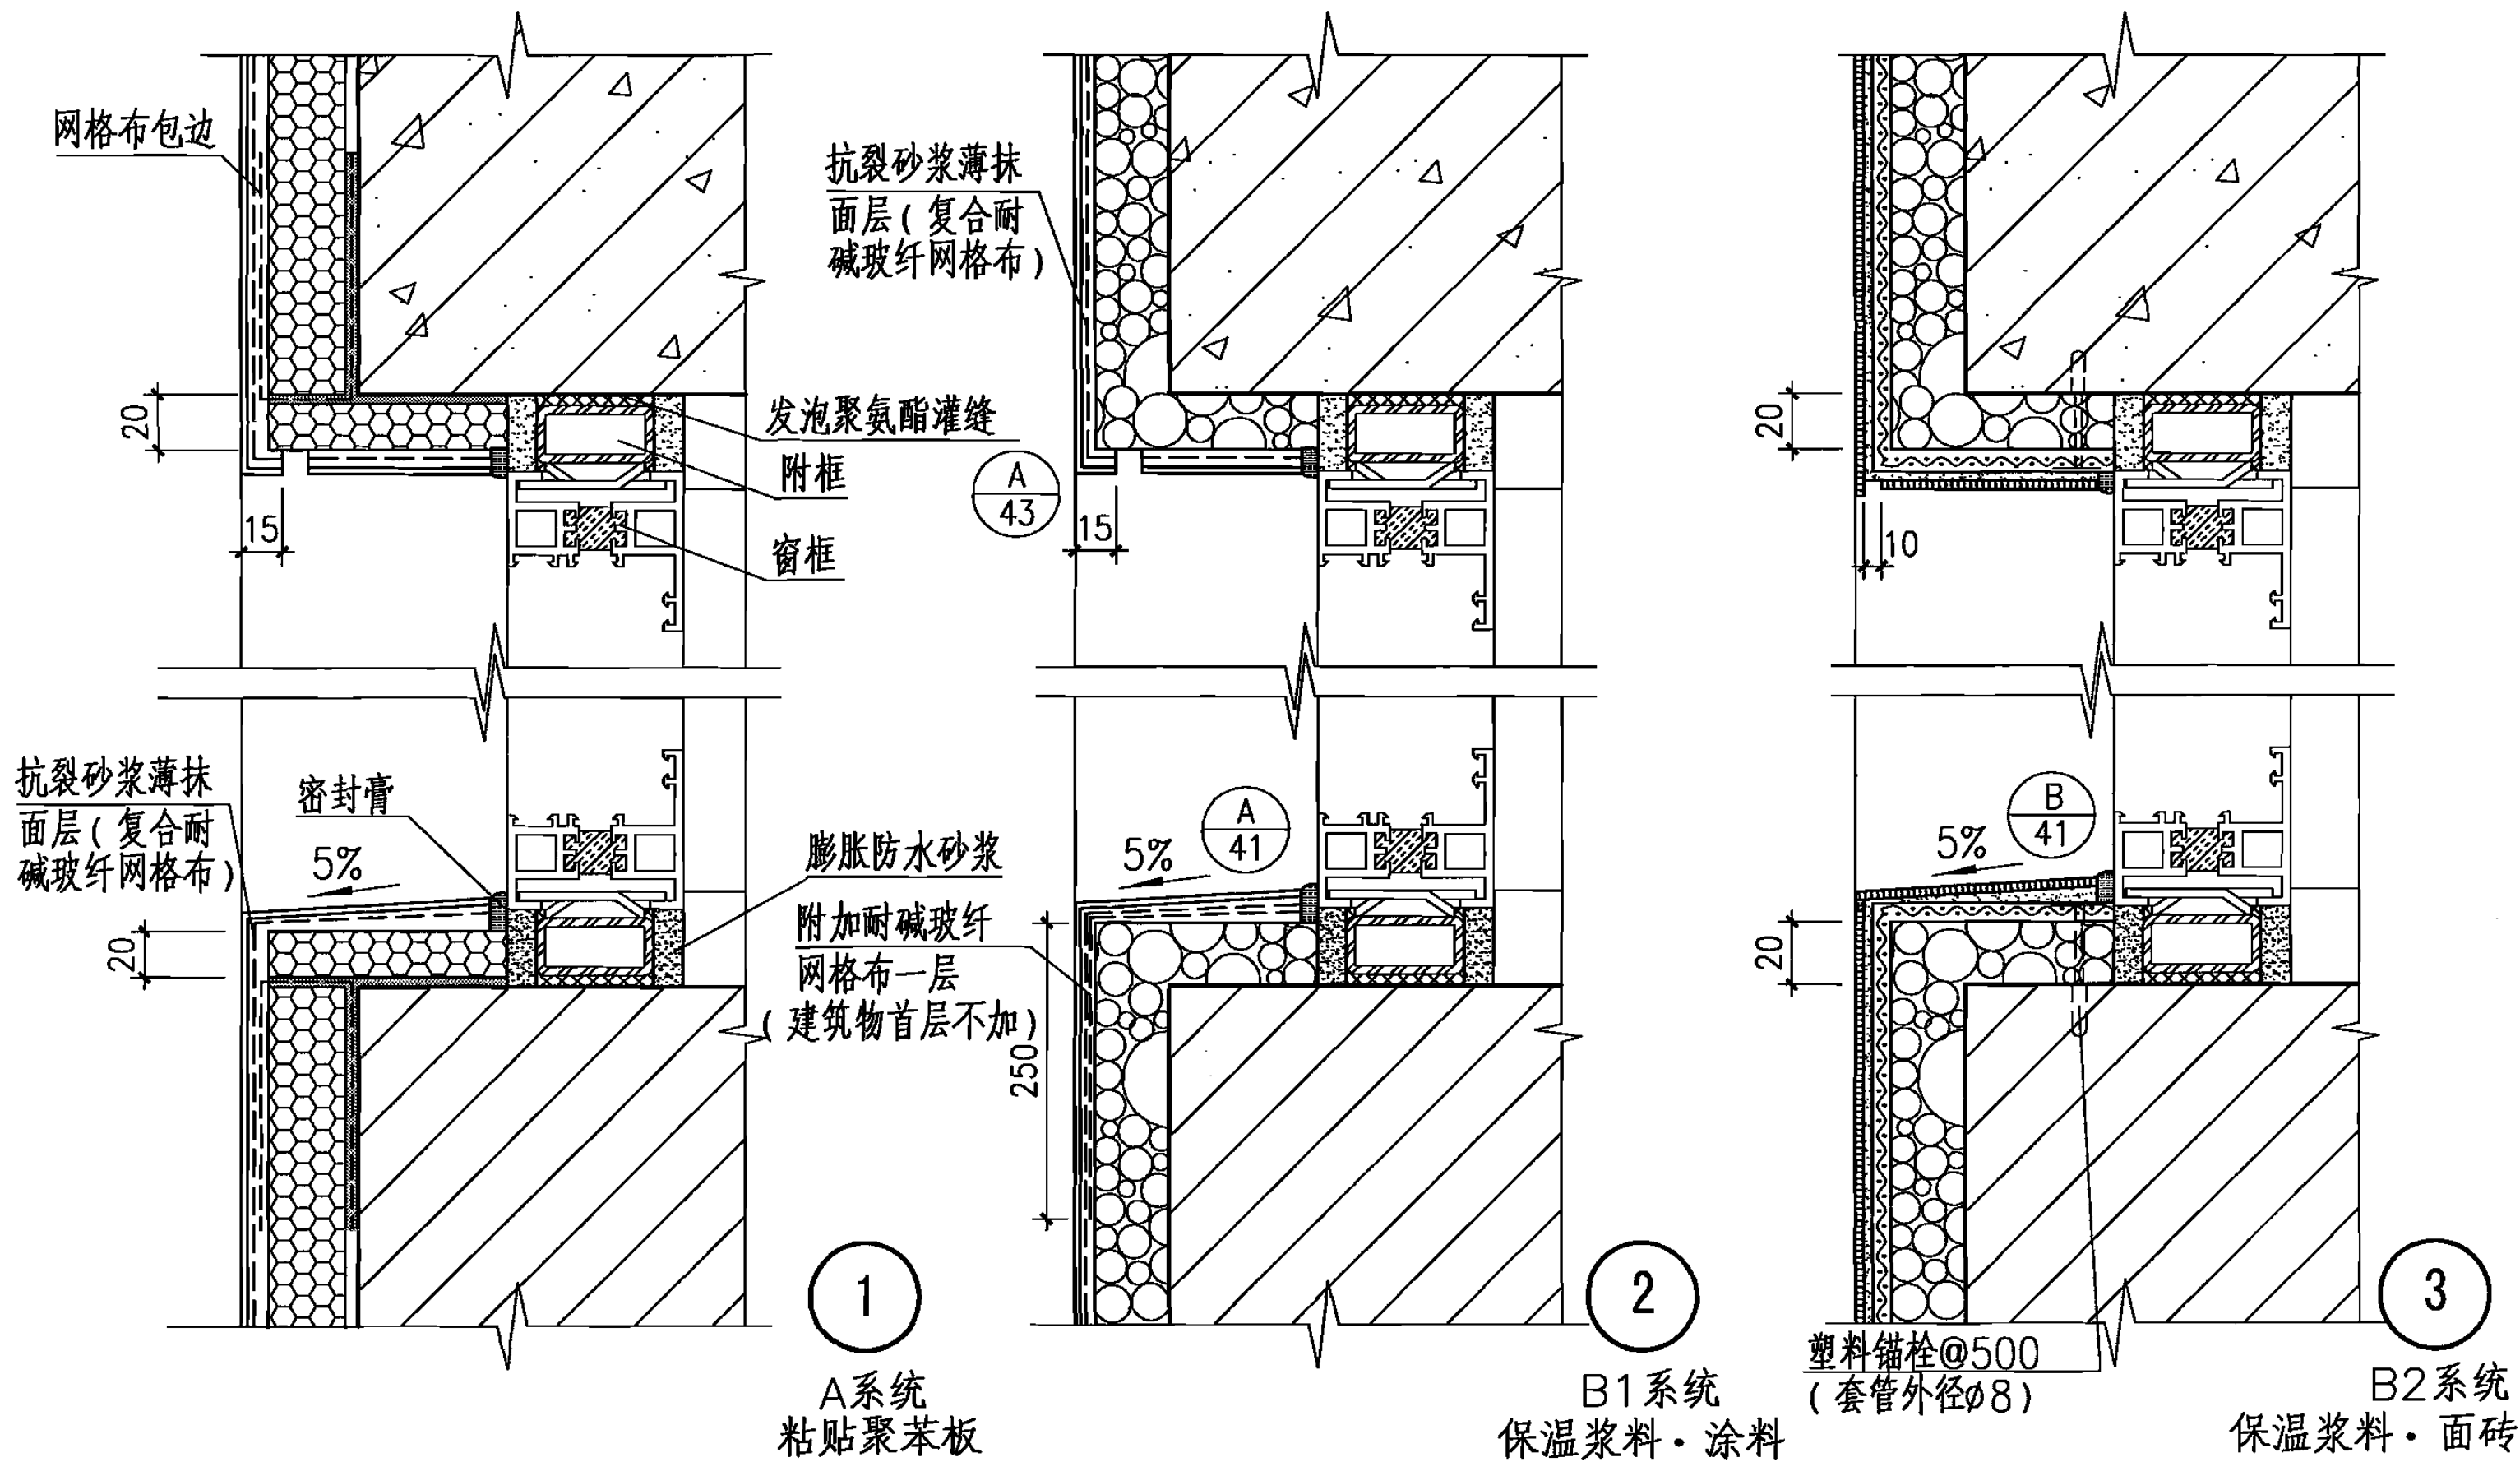 网格布包边
20
15
发泡聚氨酯灌缝
附框
窗框
抗裂砂浆薄抹
面层(复合耐
碱玻纤网格布)
密封膏
5%
20
膨胀防水砂浆
1
A系统
粘贴聚苯板
抗裂砂浆薄抹
面层(复合耐
碱玻纤网格布)
A
43
15
A
41
5%
附加耐碱玻纤
网格布一层
(建筑物首层不加)
250
2
B1系统
保温浆料·涂料
20
10
B
41
5%
20
塑料锚栓@500
(套管外径ø8)
3
B2系统
保温浆料·面砖